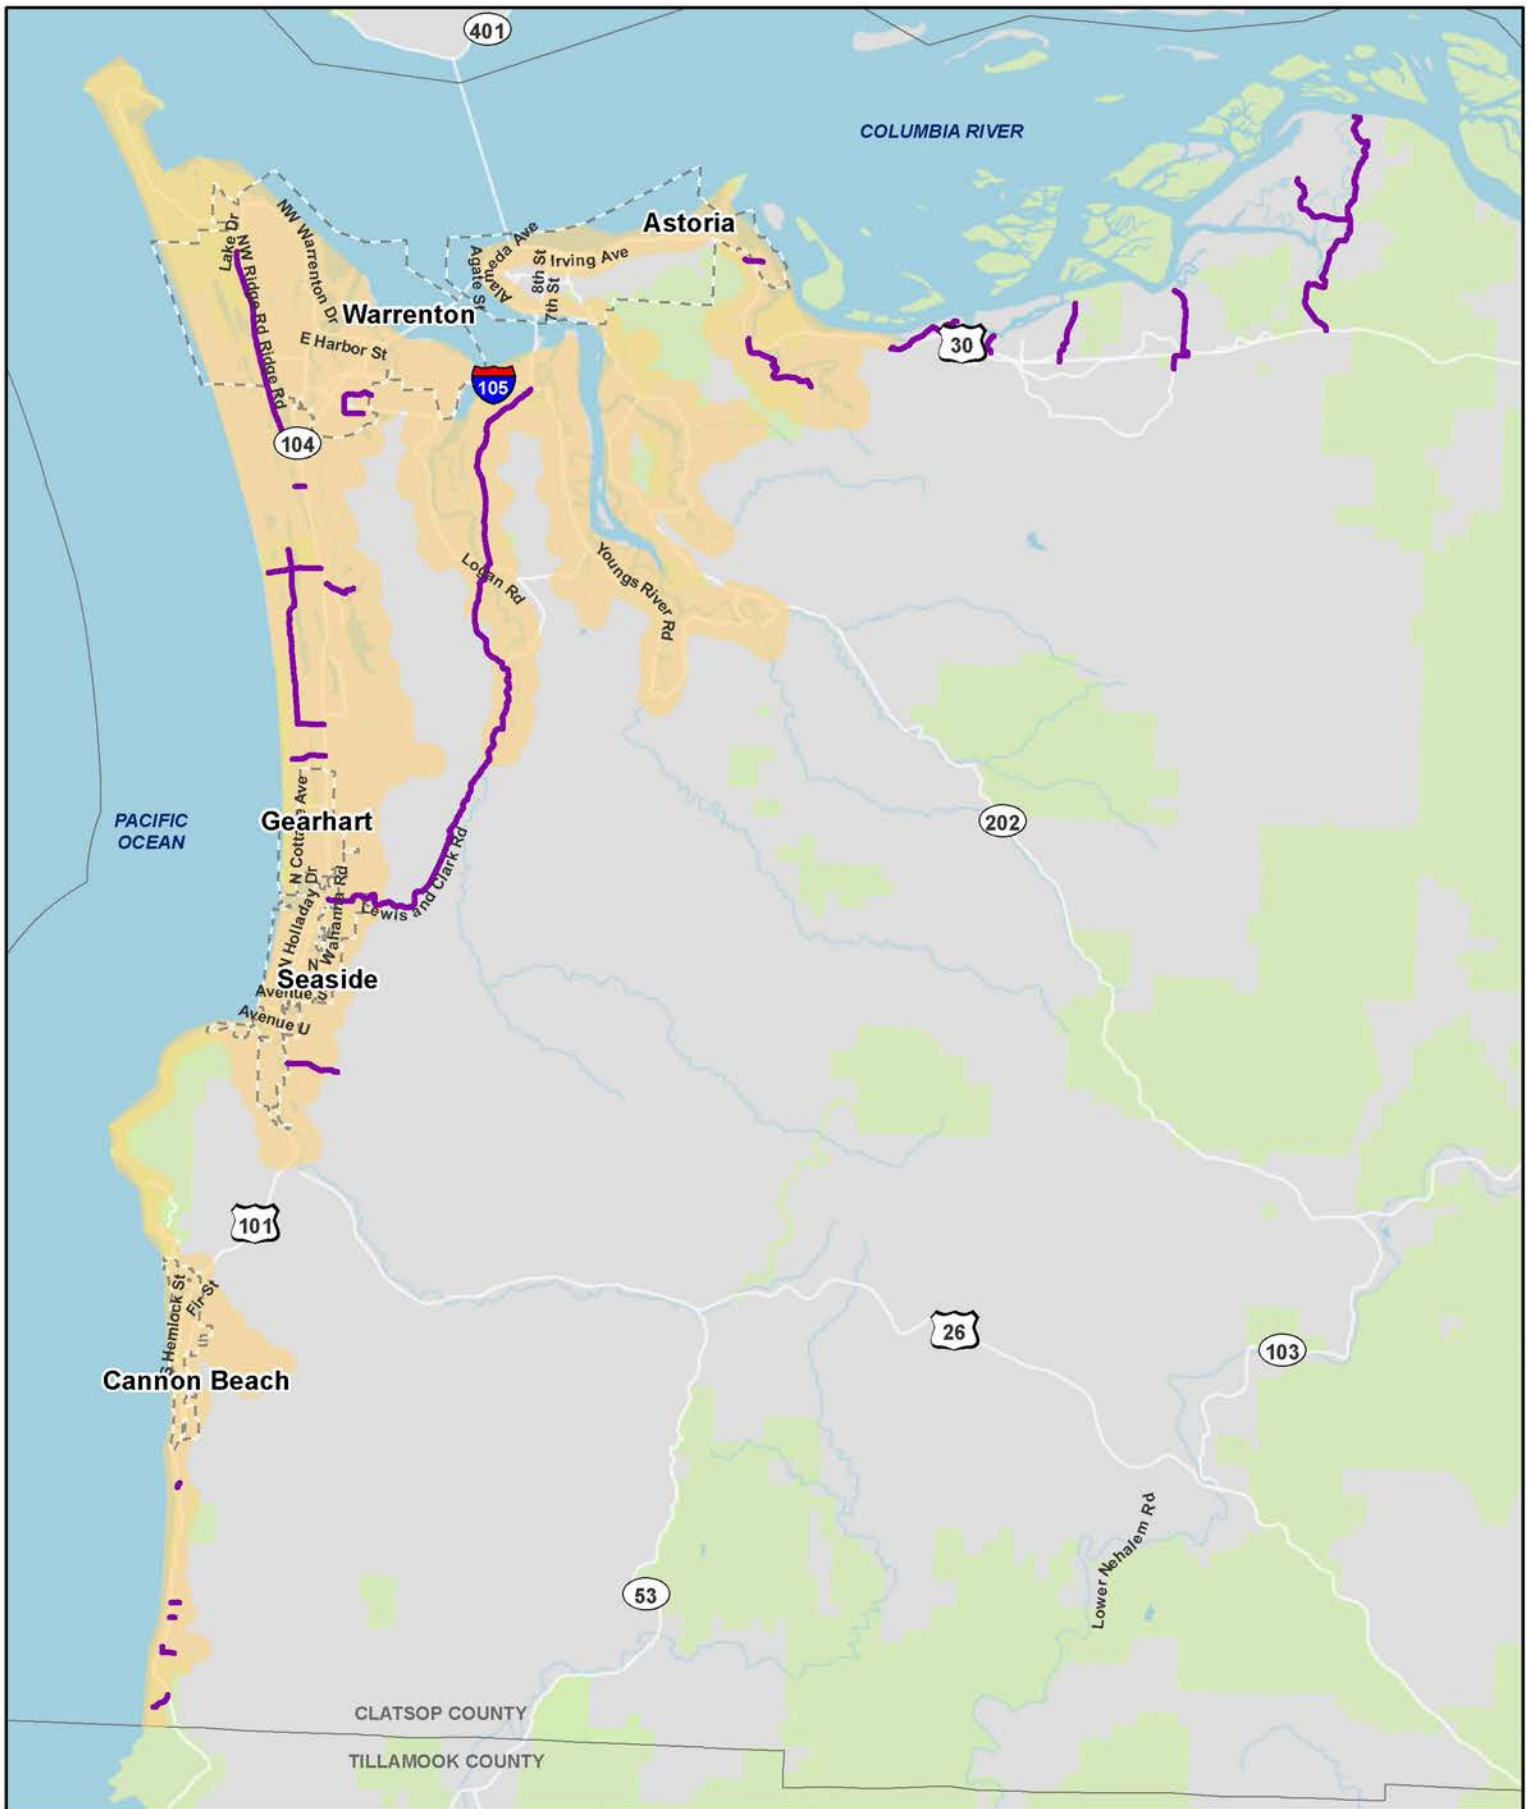 401
COLUMBIA RIVER
Astoria
Lake Dr
NW Ridge Rd
Ridge Rd
NW Warrenton Dr
Agate St
Alameda Ave
8th St
7th St
Irving Ave
Warrenton
E Harbor St
30
105
104
Logan Rd
Youngs River Rd
PACIFIC
OCEAN
Gearhart
N Cottage Ave
202
N Holladay Dr
N Wahanna Rd
Lewis and Clark Rd
Seaside
Avenue S
Avenue U
101
S Hemlock St
Fir St
26
103
Cannon Beach
Lower Nehalem Rd
53
CLATSOP COUNTY
TILLAMOOK COUNTY